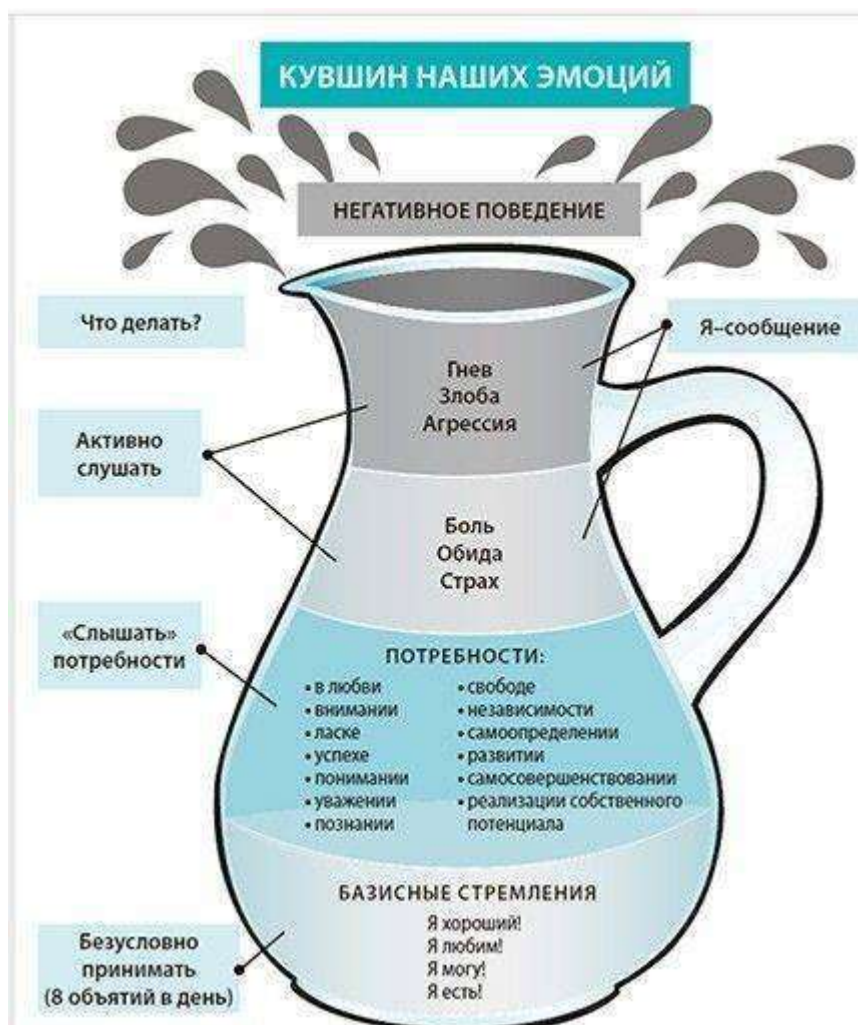 КУВШИН НАШИХ ЭМОЦИЙ
НЕГАТИВНОЕ ПОВЕДЕНИЕ
Что делать?
Я–сообщение
Гнев
Злоба
Агрессия
Активно
слушать
Боль
Обида
Страх
«Слышать»
потребности
ПОТРЕБНОСТИ:
• в любви
• внимании
• ласке
• успехе
• понимании
• уважении
• познании
• свободе
• независимости
• самоопределении
• развитии
• самосовершенствовании
• реализации собственного
потенциала
БАЗИСНЫЕ СТРЕМЛЕНИЯ
Я хороший!
Я любим!
Я могу!
Я есть!
Безусловно
принимать
(8 объятий в день)